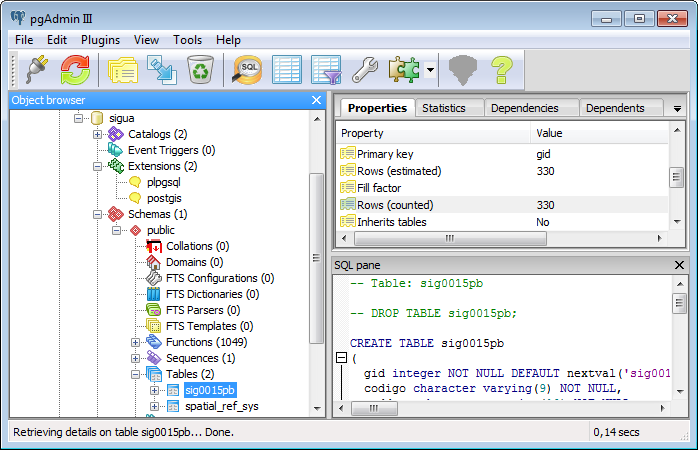 pgAdmin III
File Edit Plugins View Tools Help
SQL
Object browser
sigua
Catalogs (2)
Event Triggers (0)
Extensions (2)
plpgsql
postgis
Schemas (1)
public
Collations (0)
Domains (0)
FTS Configurations (0)
FTS Dictionaries (0)
FTS Parsers (0)
FTS Templates (0)
Functions (1049)
Sequences (1)
Tables (2)
sig0015pb
spatial_ref_sys
Properties Statistics Dependencies Dependents
Property Value
Primary key gid
Rows (estimated) 330
Fill factor
Rows (counted) 330
Inherits tables No
SQL pane
-- Table: sig0015pb
-- DROP TABLE sig0015pb;
CREATE TABLE sig0015pb
(
gid integer NOT NULL DEFAULT nextval('sig001
codigo character varying(9) NOT NULL,
Retrieving details on table sig0015pb... Done.
0,14 secs